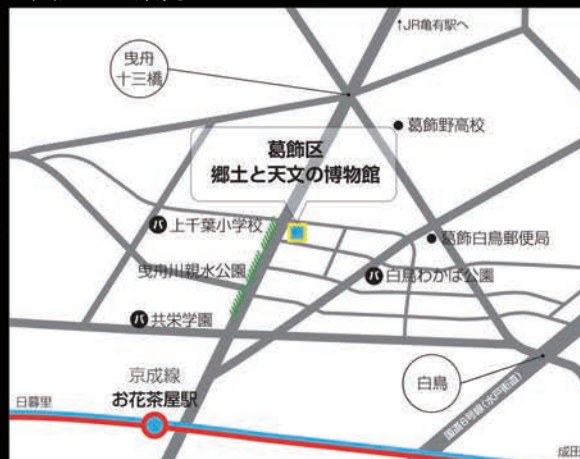 ↑JR亀有駅へ
曳舟
十三橋
葛飾野高校
葛飾区
郷土と天文の博物館
バ 上千葉小学校
葛飾白鳥郵便局
曳舟川親水公園
バ 白鳥わかば公園
バ 共栄学園
京成線
お花茶屋駅
白鳥
日暮里
国道6号線(水戸街道)
成田